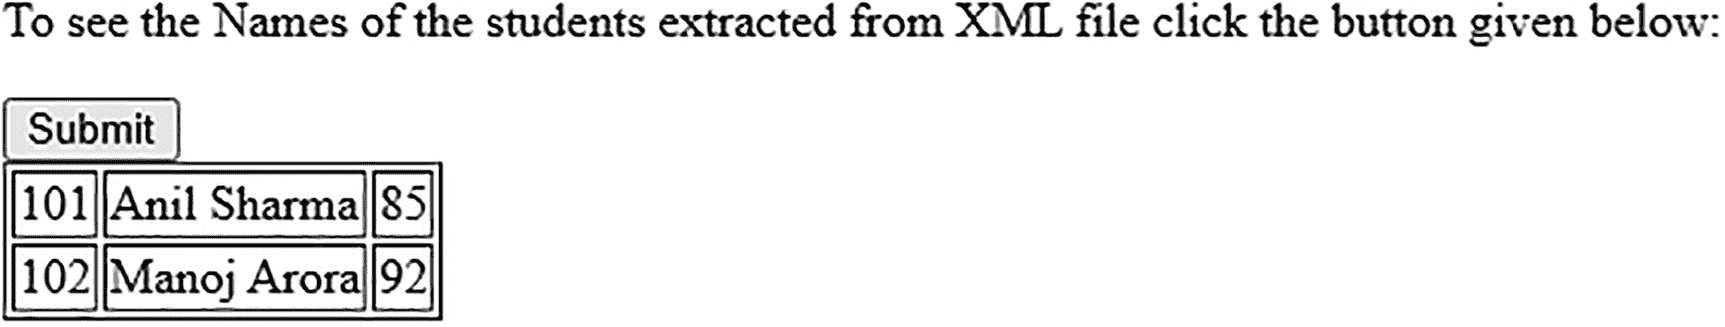 To see the Names of the students extracted from XML file click the button given below:
Submit
101 Anil Sharma 85
102 Manoj Arora 92